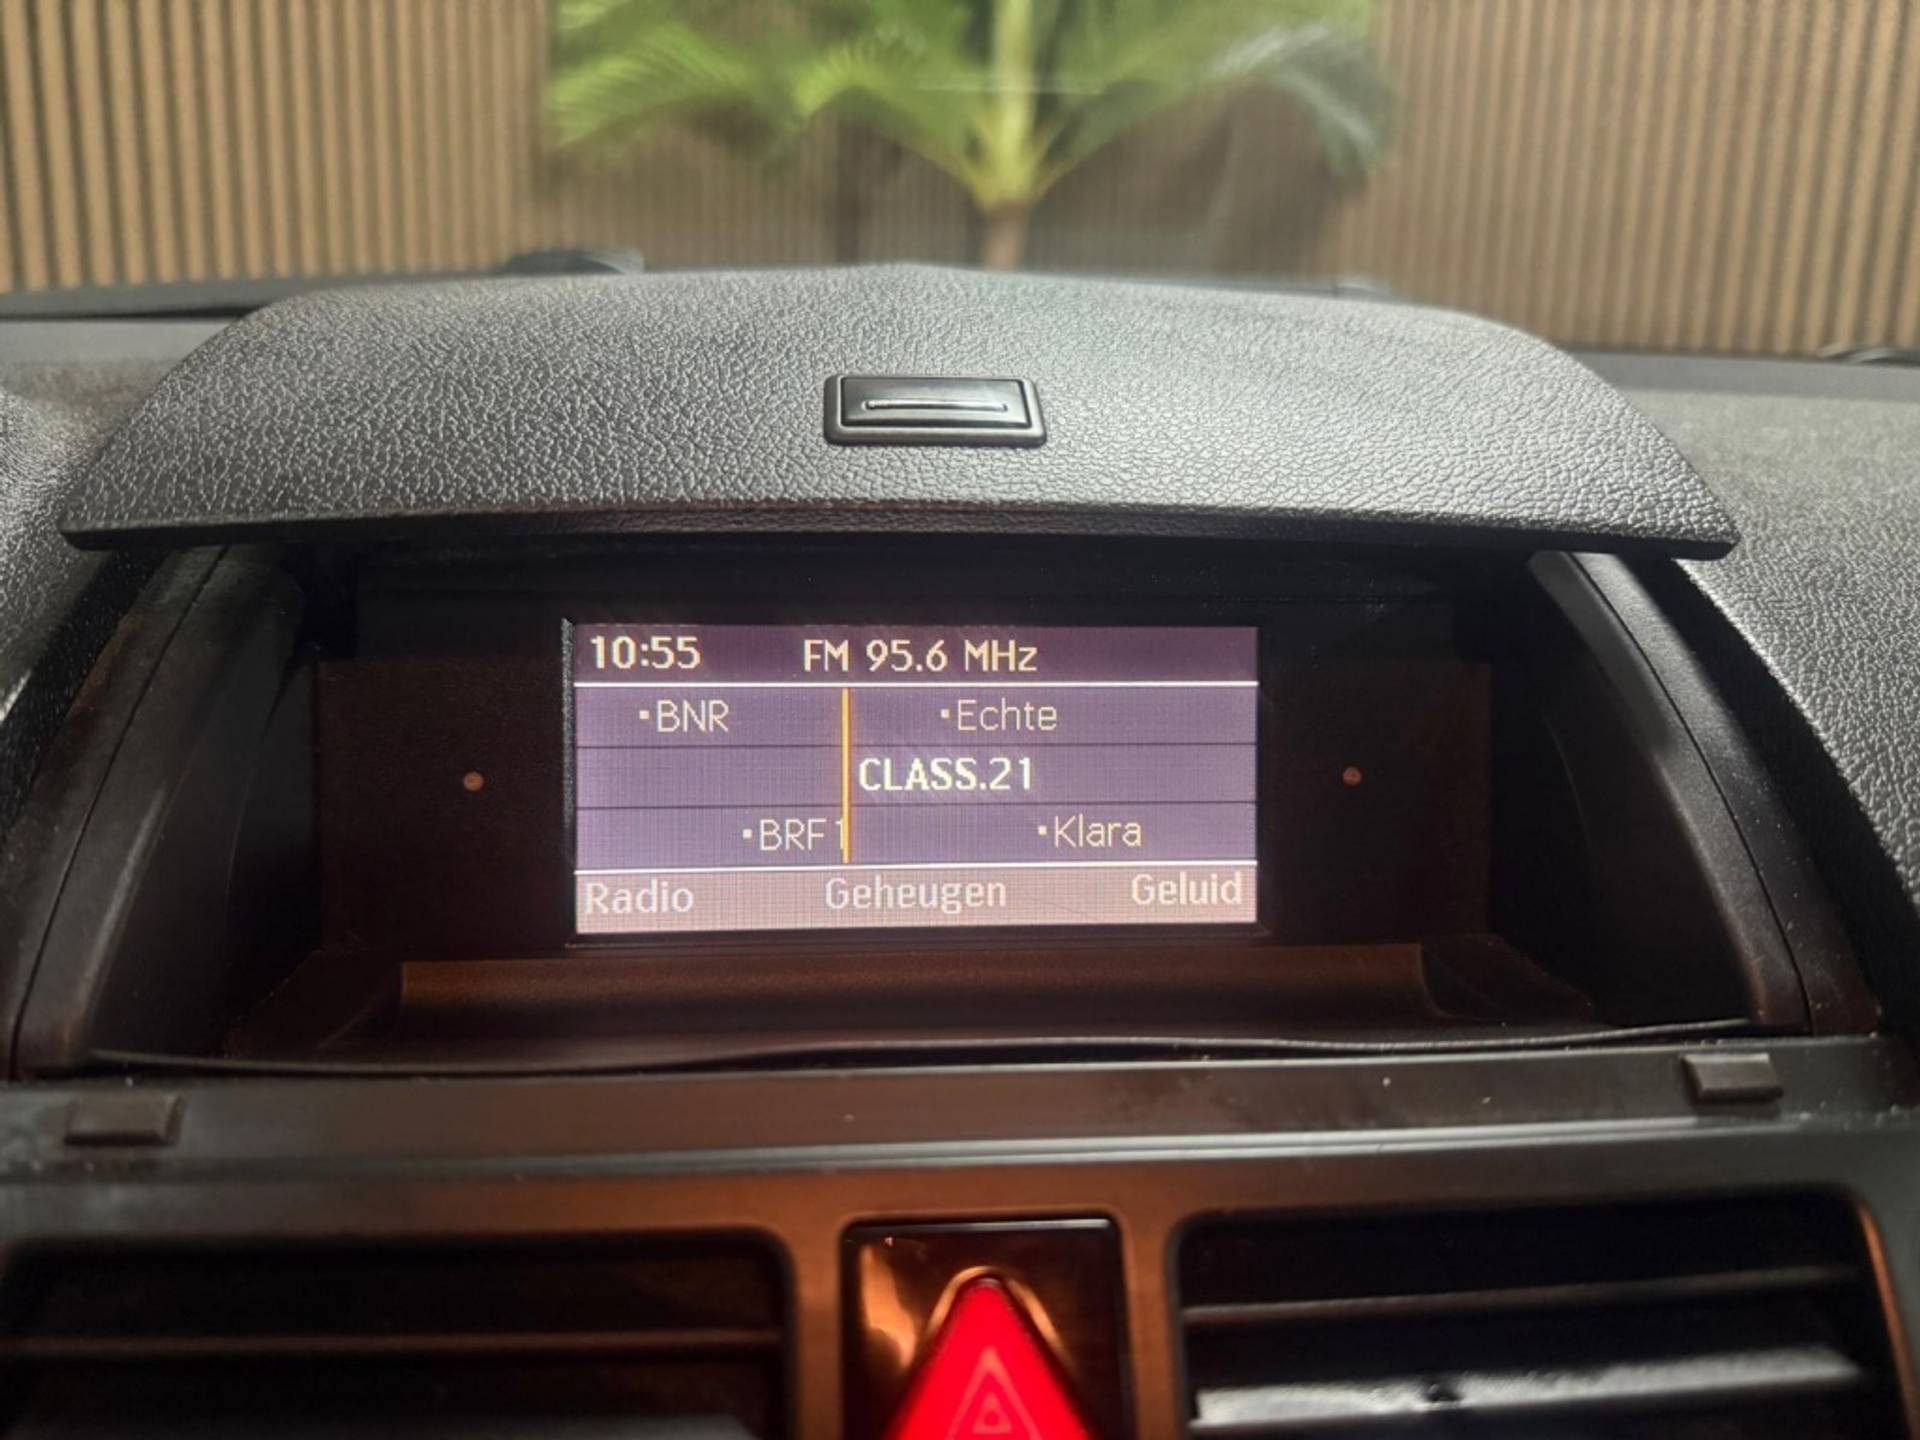 10:55 FM 95.6 MHz
·BNR ·Echte
CLASS.21
·BRF 1 ·Klara
Radio Geheugen Geluid